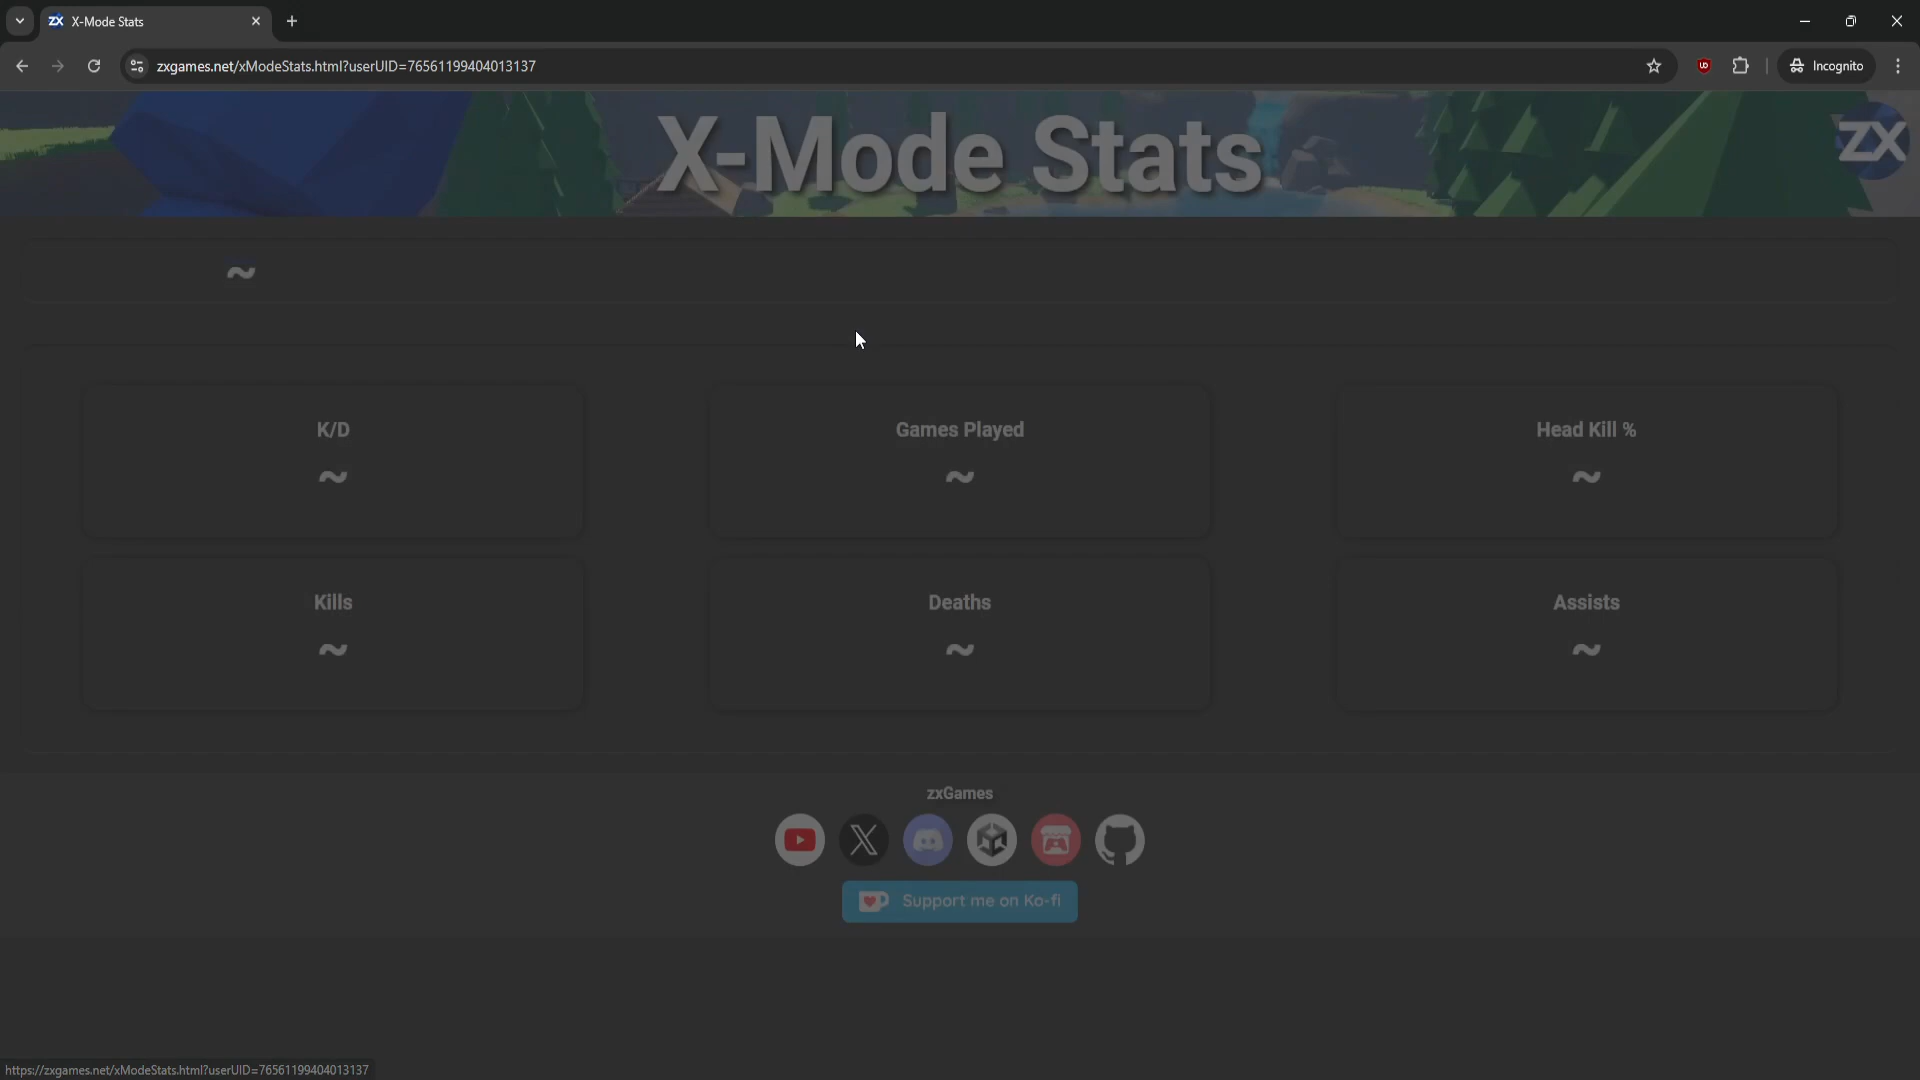 ZX X-Mode Stats
zxgames.net/xModeStats.html?userUID=76561199404013137
Incognito
X-Mode Stats
ZX
~
K/D
~
Games Played
~
Head Kill %
~
Kills
~
Deaths
~
Assists
~
zxGames
Support me on Ko-fi
https://zxgames.net/xModeStats.html?userUID=76561199404013137